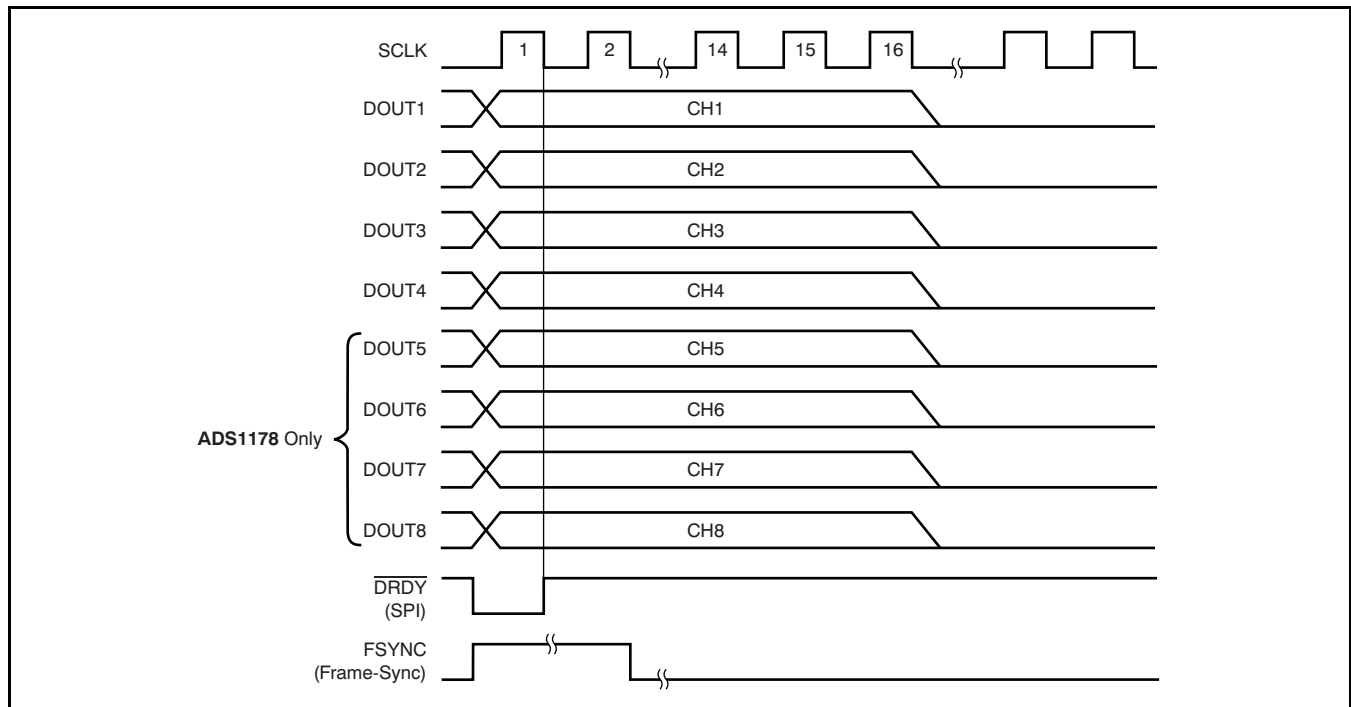 SCLK 1 2 14 15 16
DOUT1 CH1
DOUT2 CH2
DOUT3 CH3
DOUT4 CH4
DOUT5 CH5
DOUT6 CH6
ADS1178 Only
DOUT7 CH7
DOUT8 CH8
DRDY
(SPI)
FSYNC
(Frame-Sync)